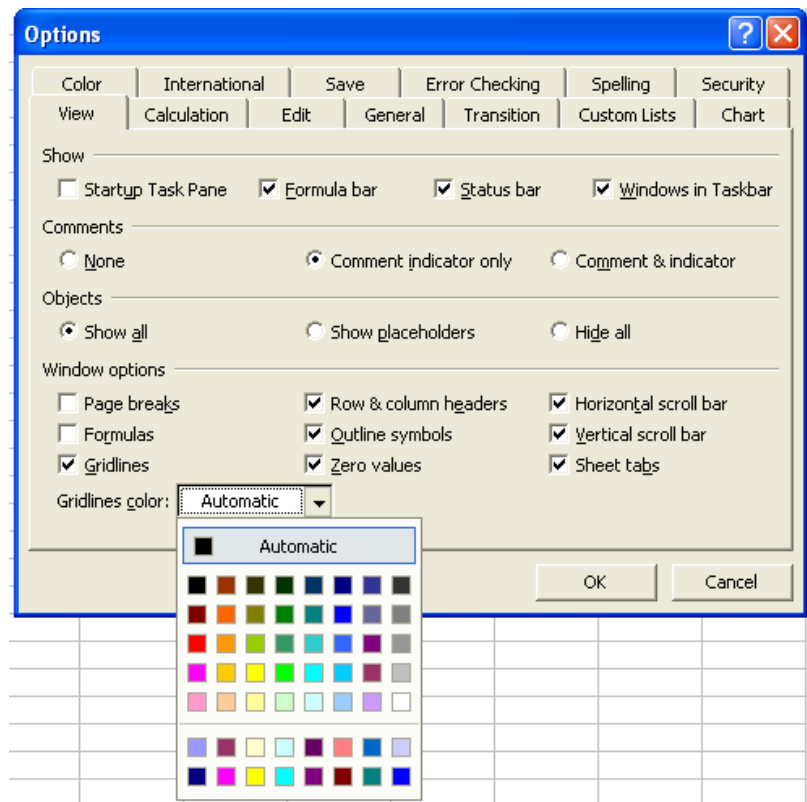 Options
Color International Save Error Checking Spelling Security
View Calculation Edit General Transition Custom Lists Chart
Show
Startup Task Pane Formula bar Status bar Windows in Taskbar
Comments
None Comment indicator only Comment & indicator
Objects
Show all Show placeholders Hide all
Window options
Page breaks Row & column headers Horizontal scroll bar
Formulas Outline symbols Vertical scroll bar
Gridlines Zero values Sheet tabs
Gridlines color: Automatic
Automatic
OK Cancel